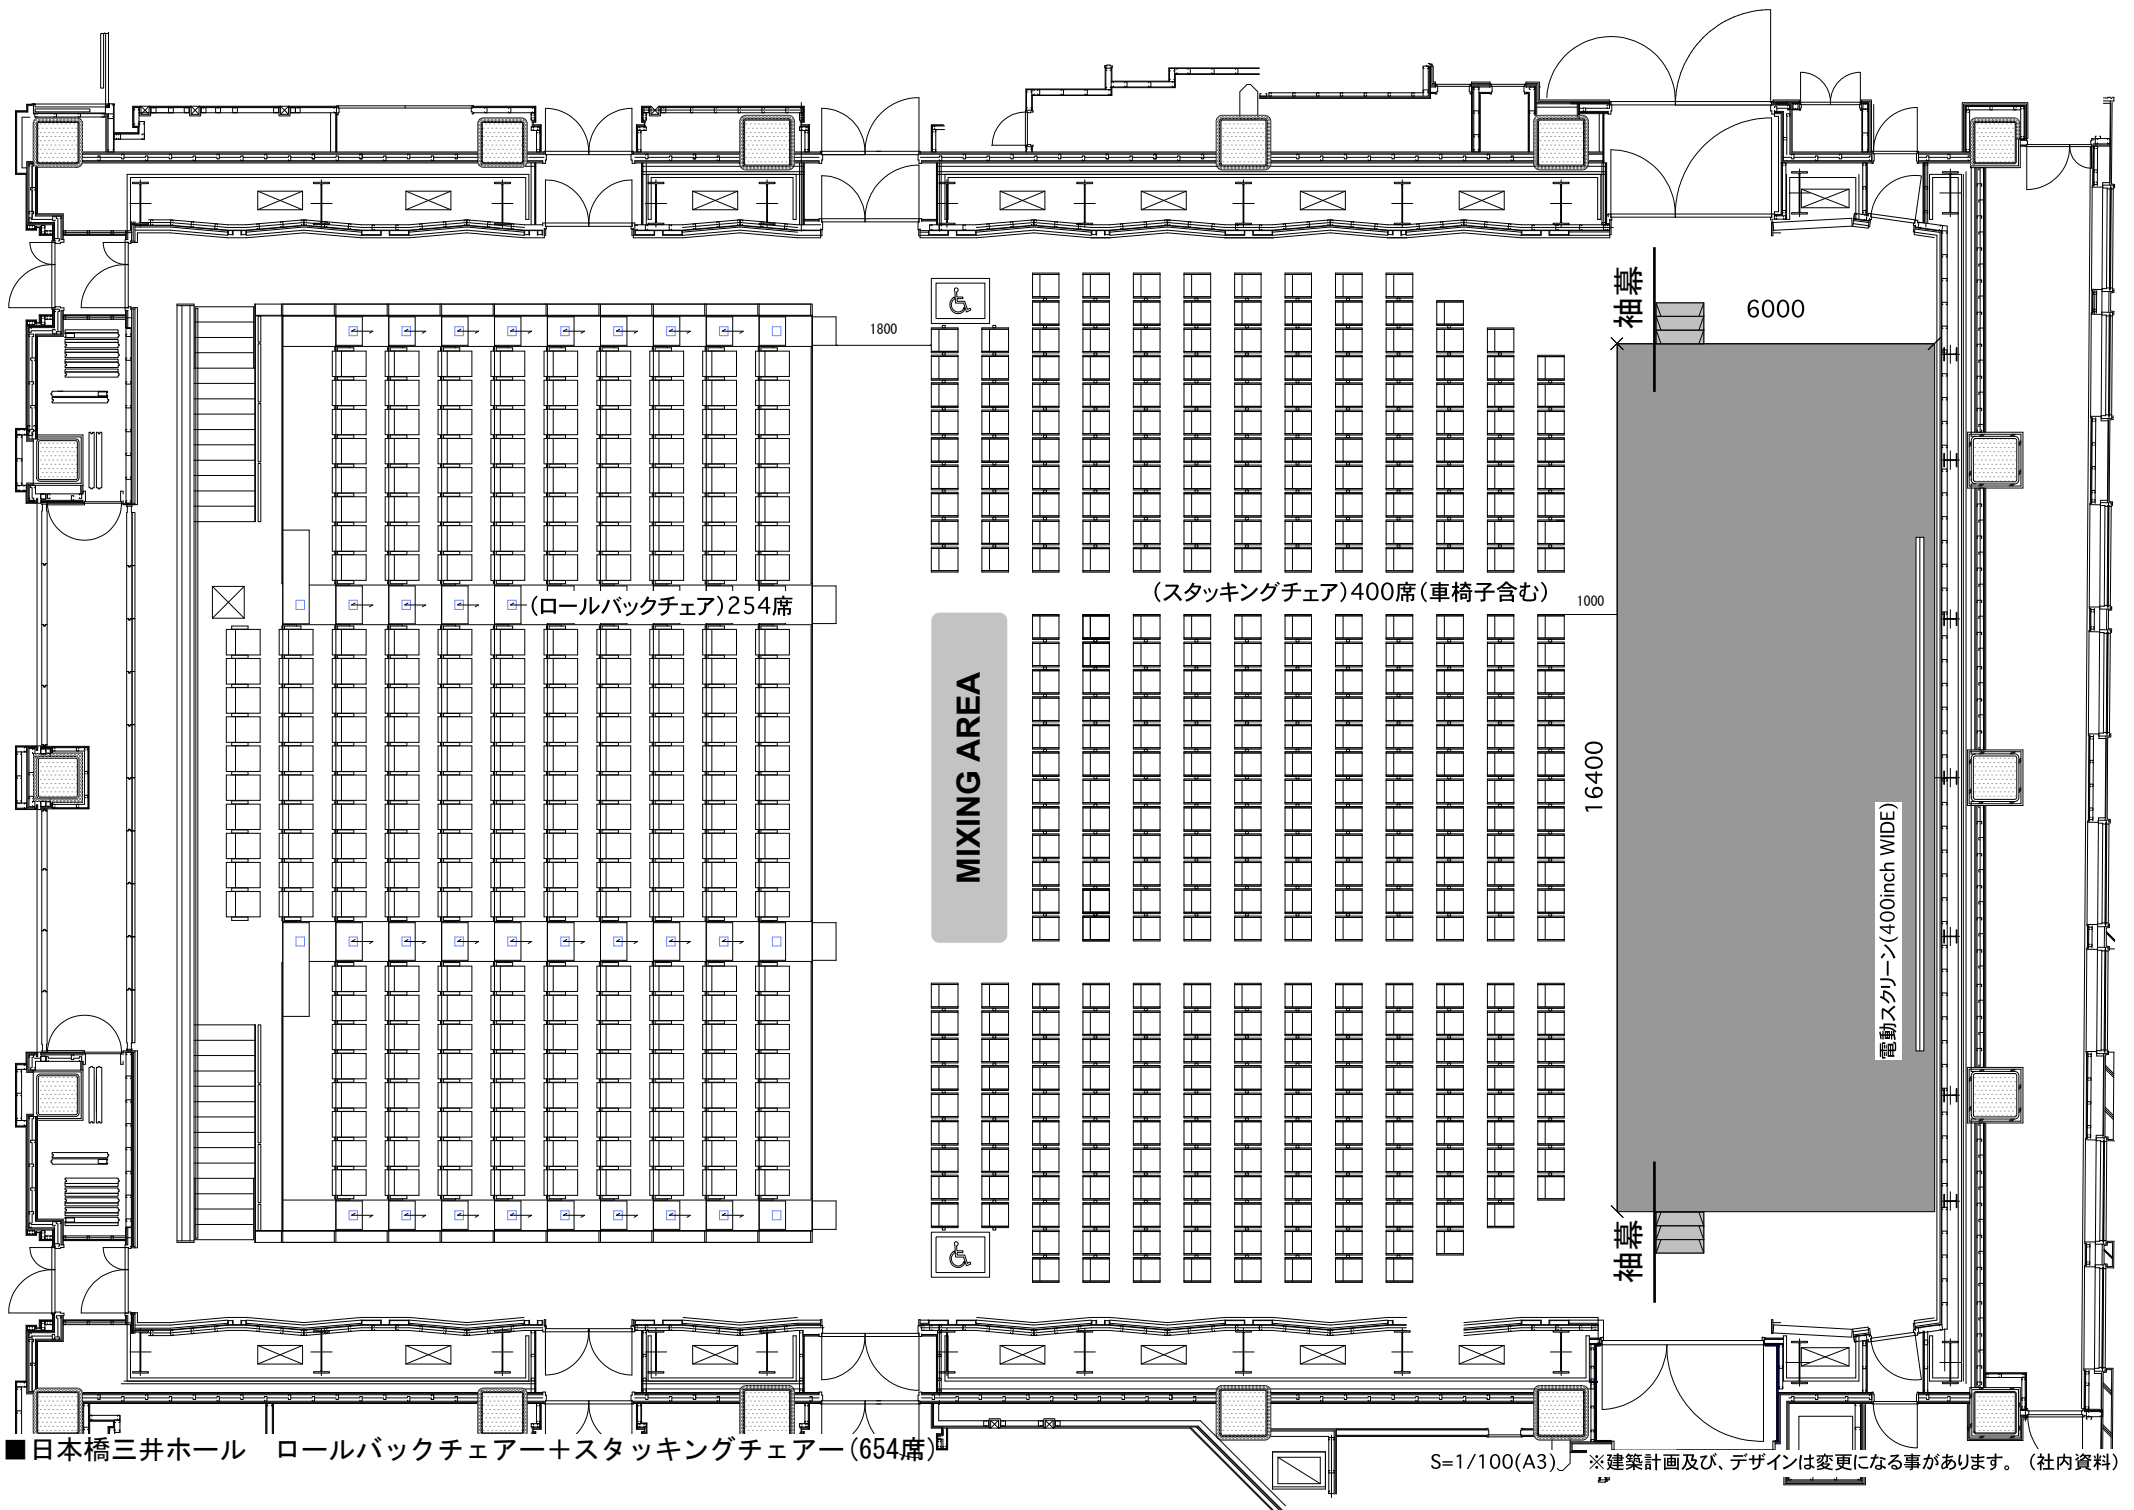 袖幕
6000
1800
(スタッキングチェア)400席(車椅子含む)
1000
(ロールバックチェア)254席
MIXING AREA
16400
電動スクリーン(400inch WIDE)
袖幕
■日本橋三井ホール　ロールバックチェアー＋スタッキングチェアー(654席)
S=1/100(A3)
※建築計画及び、デザインは変更になる事があります。（社内資料）